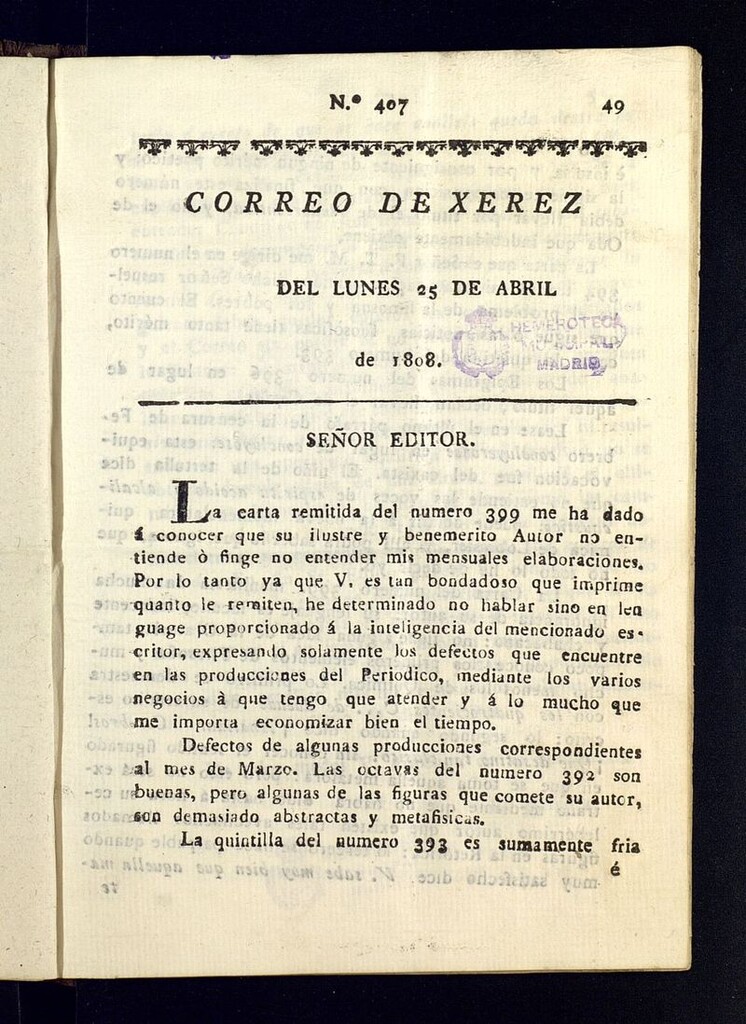 N.º 407 49
CORREO DE XEREZ
DEL LUNES 25 DE ABRIL
HEMEROTECA
MUNICIPAL
MADRID
de 1808.
SEÑOR EDITOR.
La carta remitida del numero 399 me ha dado
á conocer que su ilustre y benemerito Autor no en-
tiende ò finge no entender mis mensuales elaboraciones.
Por lo tanto ya que V. es tan bondadoso que imprime
quanto le remiten, he determinado no hablar sino en len
guage proporcionado á la inteligencia del mencionado es-
critor, expresando solamente los defectos que encuentre
en las producciones del Periodico, mediante los varios
negocios à que tengo que atender y á lo mucho que
me importa economizar bien el tiempo.
Defectos de algunas producciones correspondientes
al mes de Marzo. Las octavas del numero 392 son
buenas, pero algunas de las figuras que comete su autor,
son demasiado abstractas y metafisicas.
La quintilla del numero 393 es sumamente fria
é